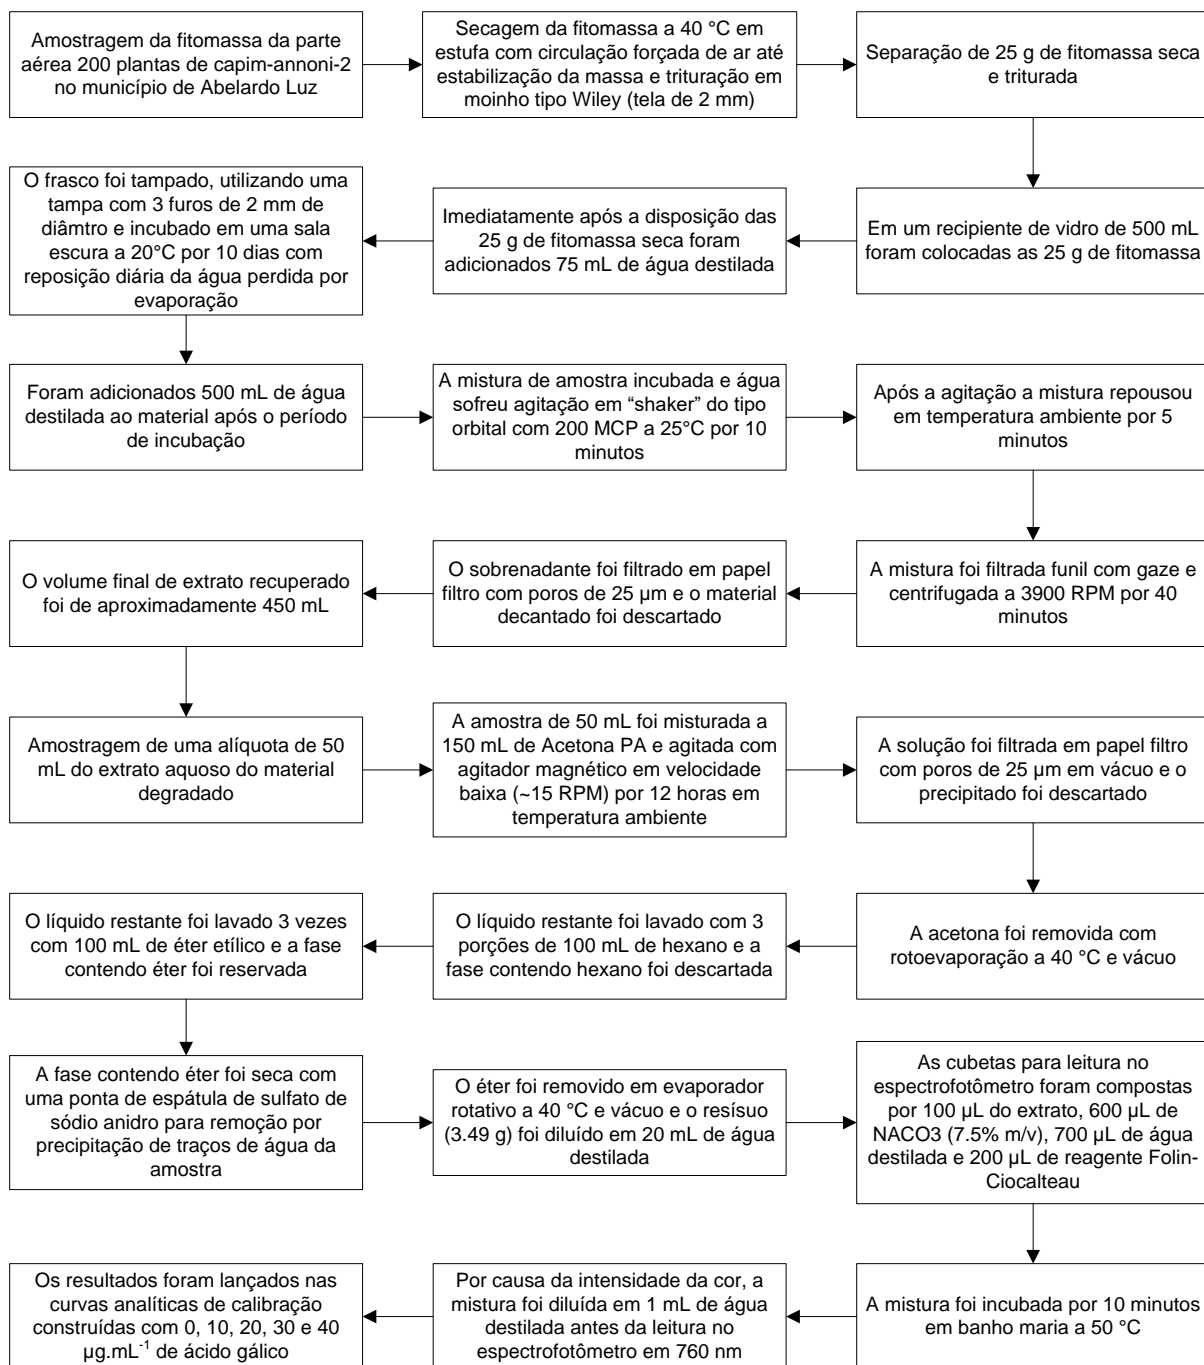 Amostragem da fitomassa da parte
aérea 200 plantas de capim-annoni-2
no município de Abelardo Luz
Secagem da fitomassa a 40 °C em
estufa com circulação forçada de ar até
estabilização da massa e trituração em
moinho tipo Wiley (tela de 2 mm)
Separação de 25 g de fitomassa seca
e triturada
Em um recipiente de vidro de 500 mL
foram colocadas as 25 g de fitomassa
Imediatamente após a disposição das
25 g de fitomassa seca foram
adicionados 75 mL de água destilada
O frasco foi tampado, utilizando uma
tampa com 3 furos de 2 mm de
diâmtro e incubado em uma sala
escura a 20°C por 10 dias com
reposição diária da água perdida por
evaporação
Foram adicionados 500 mL de água
destilada ao material após o período
de incubação
A mistura de amostra incubada e água
sofreu agitação em “shaker” do tipo
orbital com 200 MCP a 25°C por 10
minutos
Após a agitação a mistura repousou
em temperatura ambiente por 5
minutos
A mistura foi filtrada funil com gaze e
centrifugada a 3900 RPM por 40
minutos
O sobrenadante foi filtrado em papel
filtro com poros de 25 µm e o material
decantado foi descartado
O volume final de extrato recuperado
foi de aproximadamente 450 mL
Amostragem de uma alíquota de 50
mL do extrato aquoso do material
degradado
A amostra de 50 mL foi misturada a
150 mL de Acetona PA e agitada com
agitador magnético em velocidade
baixa (~15 RPM) por 12 horas em
temperatura ambiente
A solução foi filtrada em papel filtro
com poros de 25 µm em vácuo e o
precipitado foi descartado
A acetona foi removida com
rotoevaporação a 40 °C e vácuo
O líquido restante foi lavado com 3
porções de 100 mL de hexano e a
fase contendo hexano foi descartada
O líquido restante foi lavado 3 vezes
com 100 mL de éter etílico e a fase
contendo éter foi reservada
A fase contendo éter foi seca com
uma ponta de espátula de sulfato de
sódio anidro para remoção por
precipitação de traços de água da
amostra
O éter foi removido em evaporador
rotativo a 40 °C e vácuo e o resísuo
(3.49 g) foi diluído em 20 mL de água
destilada
As cubetas para leitura no
espectrofotômetro foram compostas
por 100 µL do extrato, 600 µL de
NACO3 (7.5% m/v), 700 µL de água
destilada e 200 µL de reagente Folin-
Ciocalteau
A mistura foi incubada por 10 minutos
em banho maria a 50 °C
Por causa da intensidade da cor, a
mistura foi diluída em 1 mL de água
destilada antes da leitura no
espectrofotômetro em 760 nm
Os resultados foram lançados nas
curvas analíticas de calibração
construídas com 0, 10, 20, 30 e 40
µg.mL⁻¹ de ácido gálico